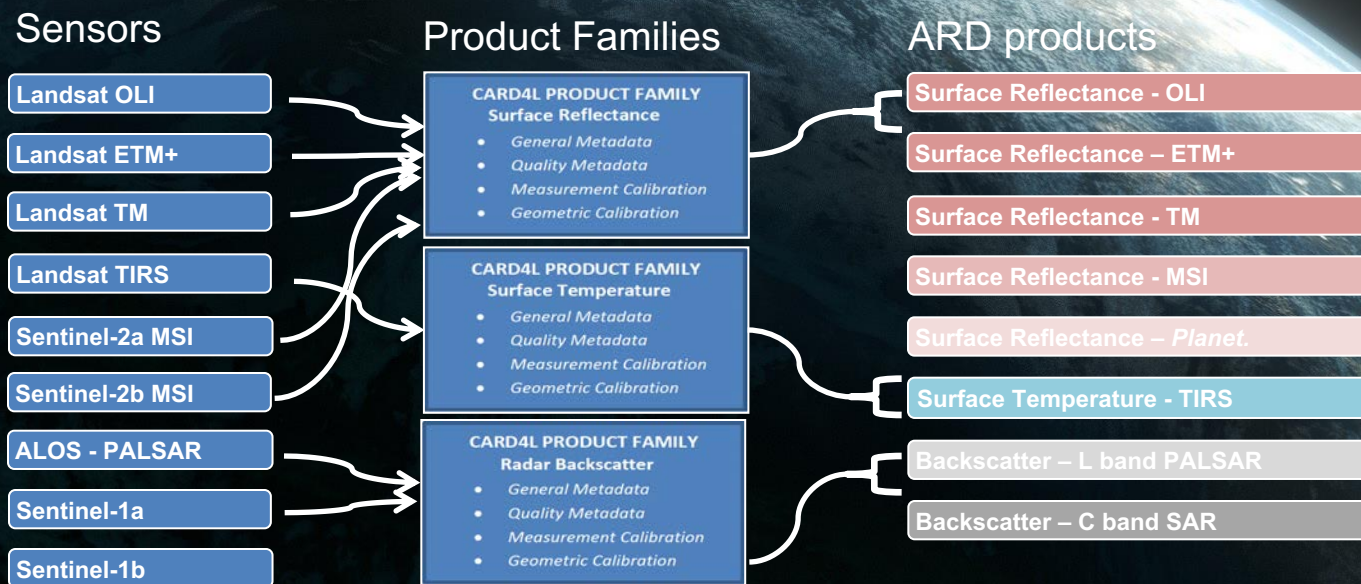 Sensors
Landsat OLI
Landsat ETM+
Landsat TM
Landsat TIRS
Sentinel-2a MSI
Sentinel-2b MSI
ALOS - PALSAR
Sentinel-1a
Sentinel-1b
Product Families
CARD4L PRODUCT FAMILY
Surface Reflectance
• General Metadata
• Quality Metadata
• Measurement Calibration
• Geometric Calibration
CARD4L PRODUCT FAMILY
Surface Temperature
• General Metadata
• Quality Metadata
• Measurement Calibration
• Geometric Calibration
CARD4L PRODUCT FAMILY
Radar Backscatter
• General Metadata
• Quality Metadata
• Measurement Calibration
• Geometric Calibration
ARD products
Surface Reflectance - OLI
Surface Reflectance – ETM+
Surface Reflectance - TM
Surface Reflectance - MSI
Surface Reflectance – Planet.
Surface Temperature - TIRS
Backscatter – L band PALSAR
Backscatter – C band SAR